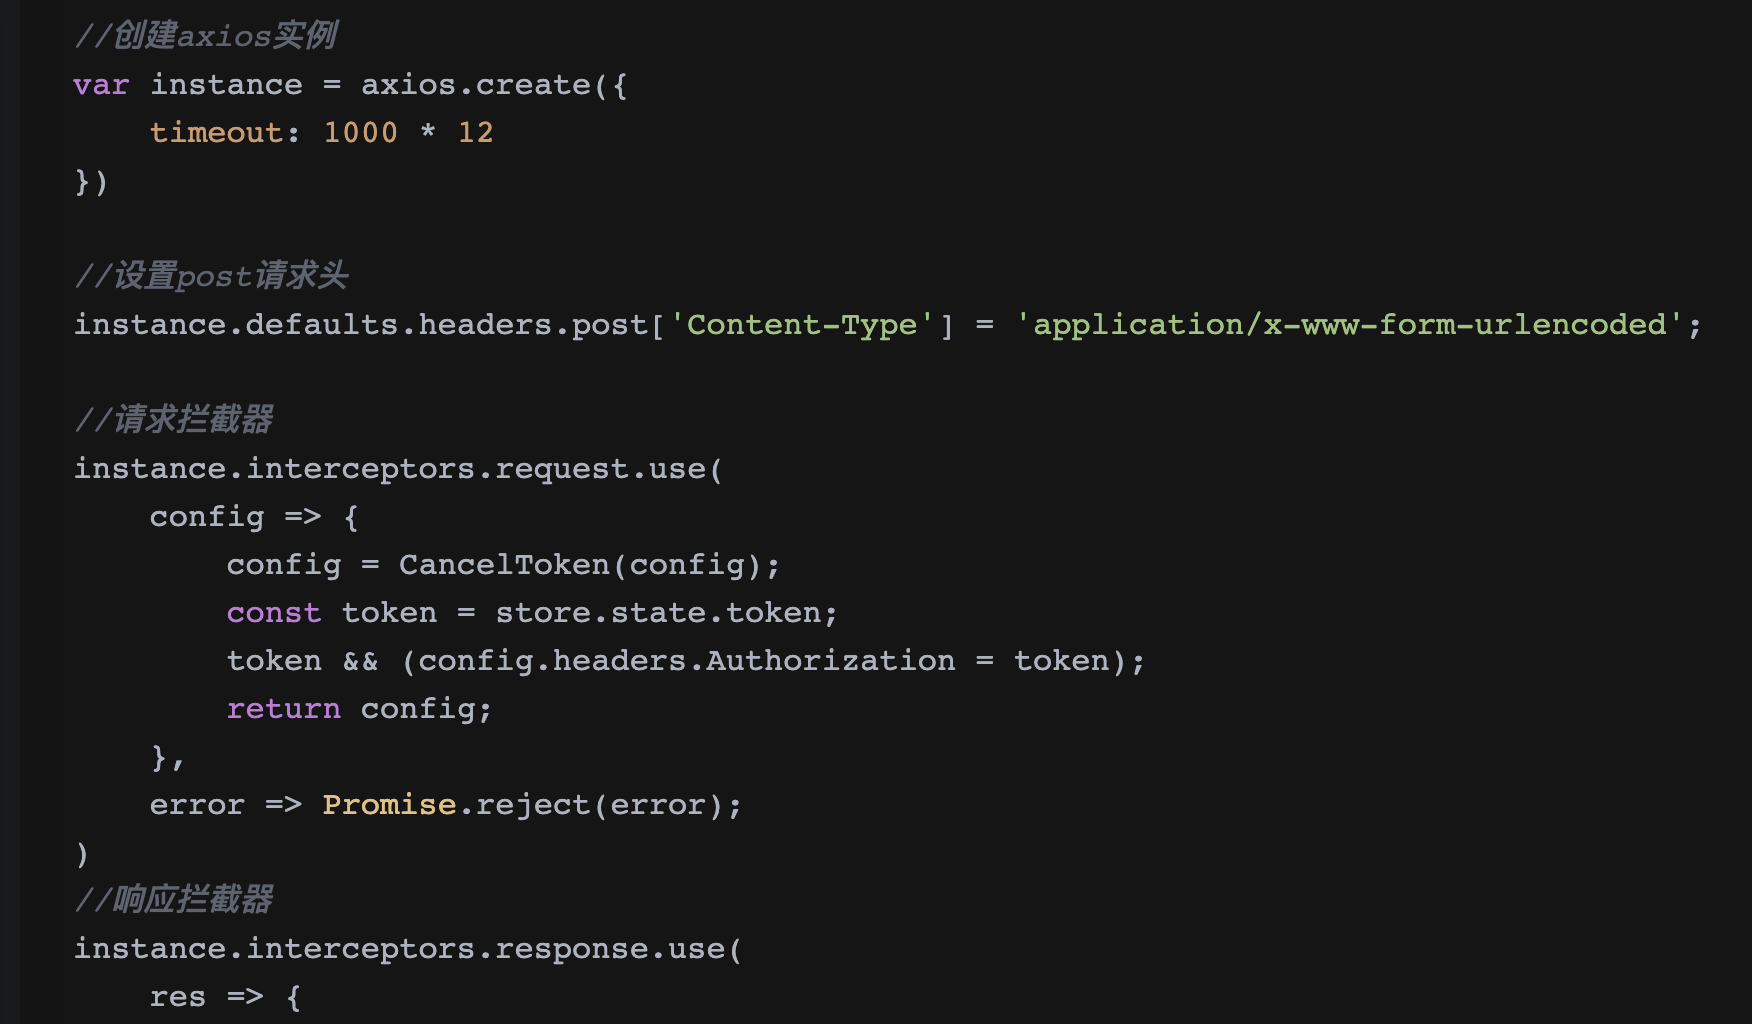 //创建axios实例
var instance = axios.create({
    timeout: 1000 * 12
})

//设置post请求头
instance.defaults.headers.post['Content-Type'] = 'application/x-www-form-urlencoded';

//请求拦截器
instance.interceptors.request.use(
    config => {
        config = CancelToken(config);
        const token = store.state.token;
        token && (config.headers.Authorization = token);
        return config;
    },
    error => Promise.reject(error);
)
//响应拦截器
instance.interceptors.response.use(
    res => {